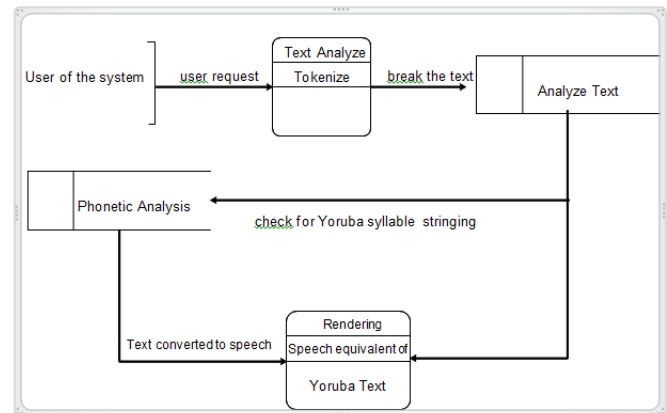 Text Analyze
User of the system
user request
Tokenize
break the text
Analyze Text
Phonetic Analysis
check for Yoruba syllable stringing
Rendering
Text converted to speech
Speech equivalent of
Yoruba Text